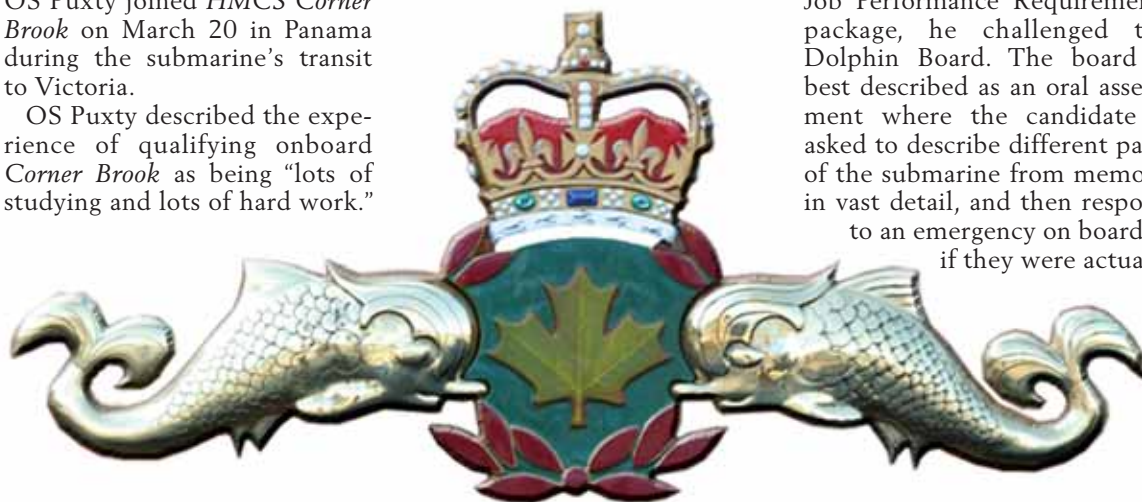 OS Puxty joined HMCS Corner
Brook on March 20 in Panama
during the submarine's transit
to Victoria.
OS Puxty described the expe-
rience of qualifying onboard
Corner Brook as being “lots of
studying and lots of hard work.”
Job Performance
package, he challenged
Dolphin Board. The board
best described as an oral
ment where the candidate
asked to describe different
of the submarine from
in vast detail, and then
to an emergency on board
if they were